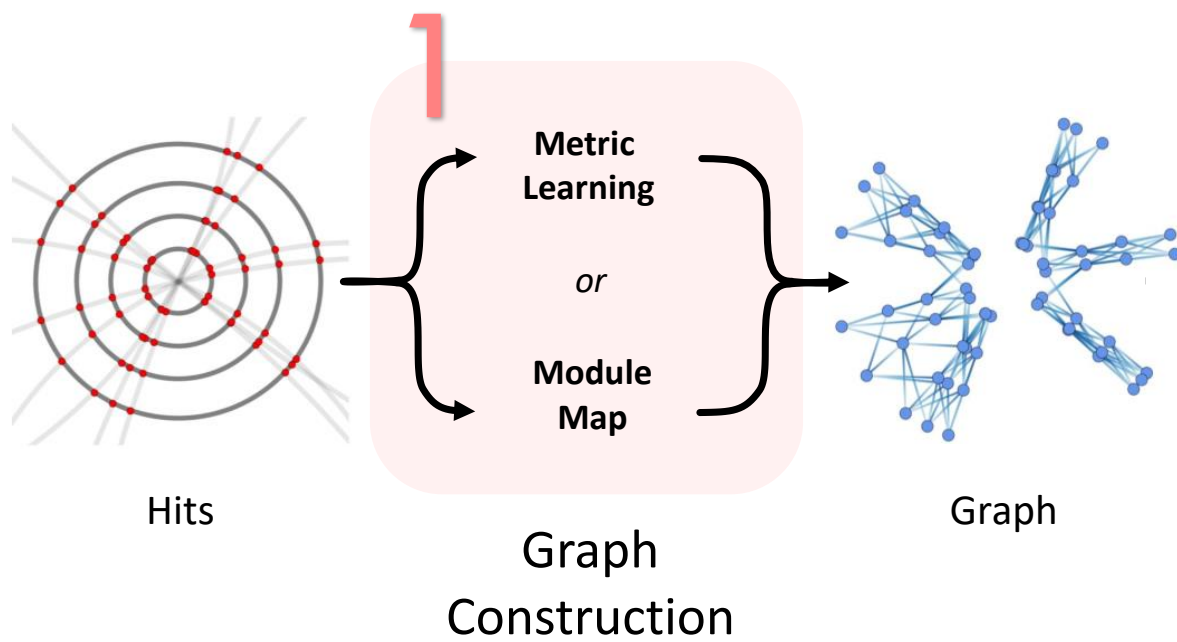 1
Metric
Learning
or
Module
Map
Hits
Graph
Graph
Construction